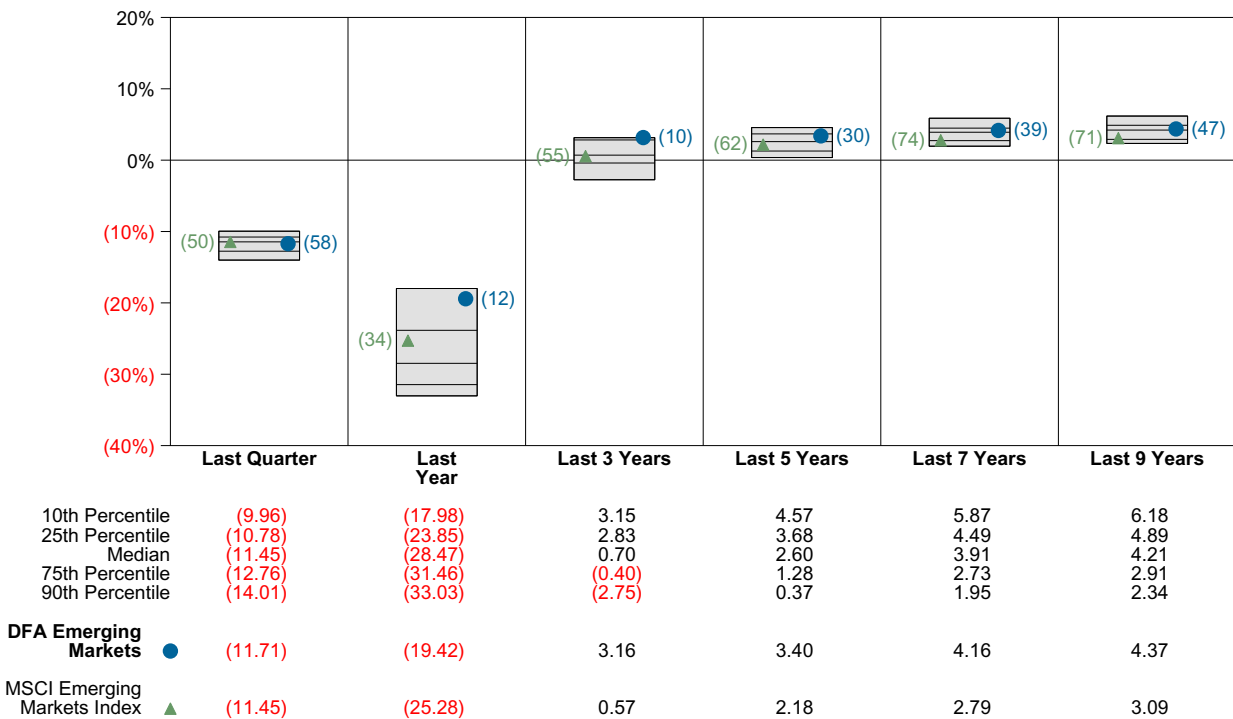 20%
10%
0%
(10%)
(20%)
(30%)
(40%)
(50) (58)
(34) (12)
(55) (10)
(62) (30)
(74) (39)
(71) (47)
Last Quarter Last Year Last 3 Years Last 5 Years Last 7 Years Last 9 Years
10th Percentile (9.96) (17.98) 3.15 4.57 5.87 6.18
25th Percentile (10.78) (23.85) 2.83 3.68 4.49 4.89
Median (11.45) (28.47) 0.70 2.60 3.91 4.21
75th Percentile (12.76) (31.46) (0.40) 1.28 2.73 2.91
90th Percentile (14.01) (33.03) (2.75) 0.37 1.95 2.34
DFA Emerging
Markets (11.71) (19.42) 3.16 3.40 4.16 4.37
MSCI Emerging
Markets Index (11.45) (25.28) 0.57 2.18 2.79 3.09